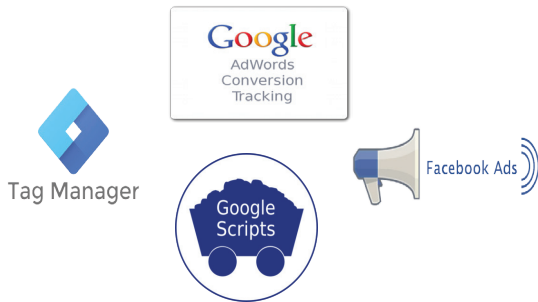 Google
AdWords
Conversion
Tracking
Tag Manager
Facebook Ads
Google
Scripts